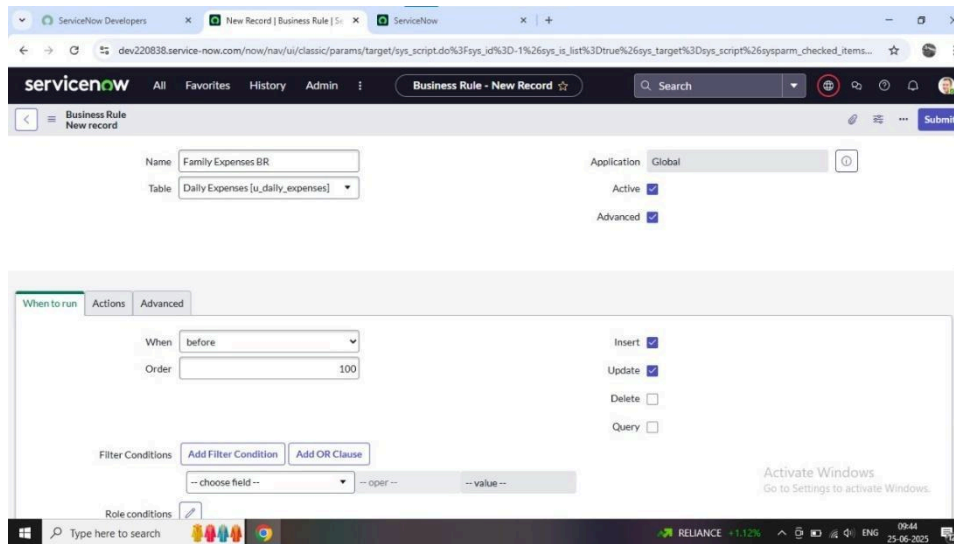 ServiceNow Developers
New Record | Business Rule | Se
ServiceNow
dev220838.service-now.com/now/nav/ui/classic/params/target/sys_script.do%3Fsys_id%3D-1%26sys_is_list%3Dtrue%26sys_target%3Dsys_script%26sysparm_checked_items...
servicenow All Favorites History Admin Business Rule - New Record Search
Business Rule
New record
Submit
Name Family Expenses BR Application Global
Table Daily Expenses [u_daily_expenses] Active
Advanced
When to run Actions Advanced
When before Insert
Order 100 Update
Delete
Query
Filter Conditions Add Filter Condition Add OR Clause
-- choose field -- -- oper -- -- value --
Role conditions
Activate Windows
Go to Settings to activate Windows.
Type here to search RELIANCE +1.12% ENG 09:44
25-06-2025